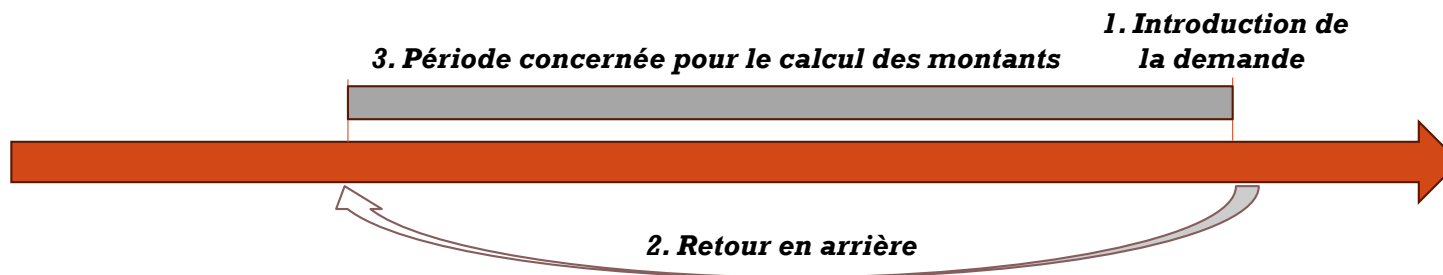 1. Introduction de
la demande
3. Période concernée pour le calcul des montants
2. Retour en arrière